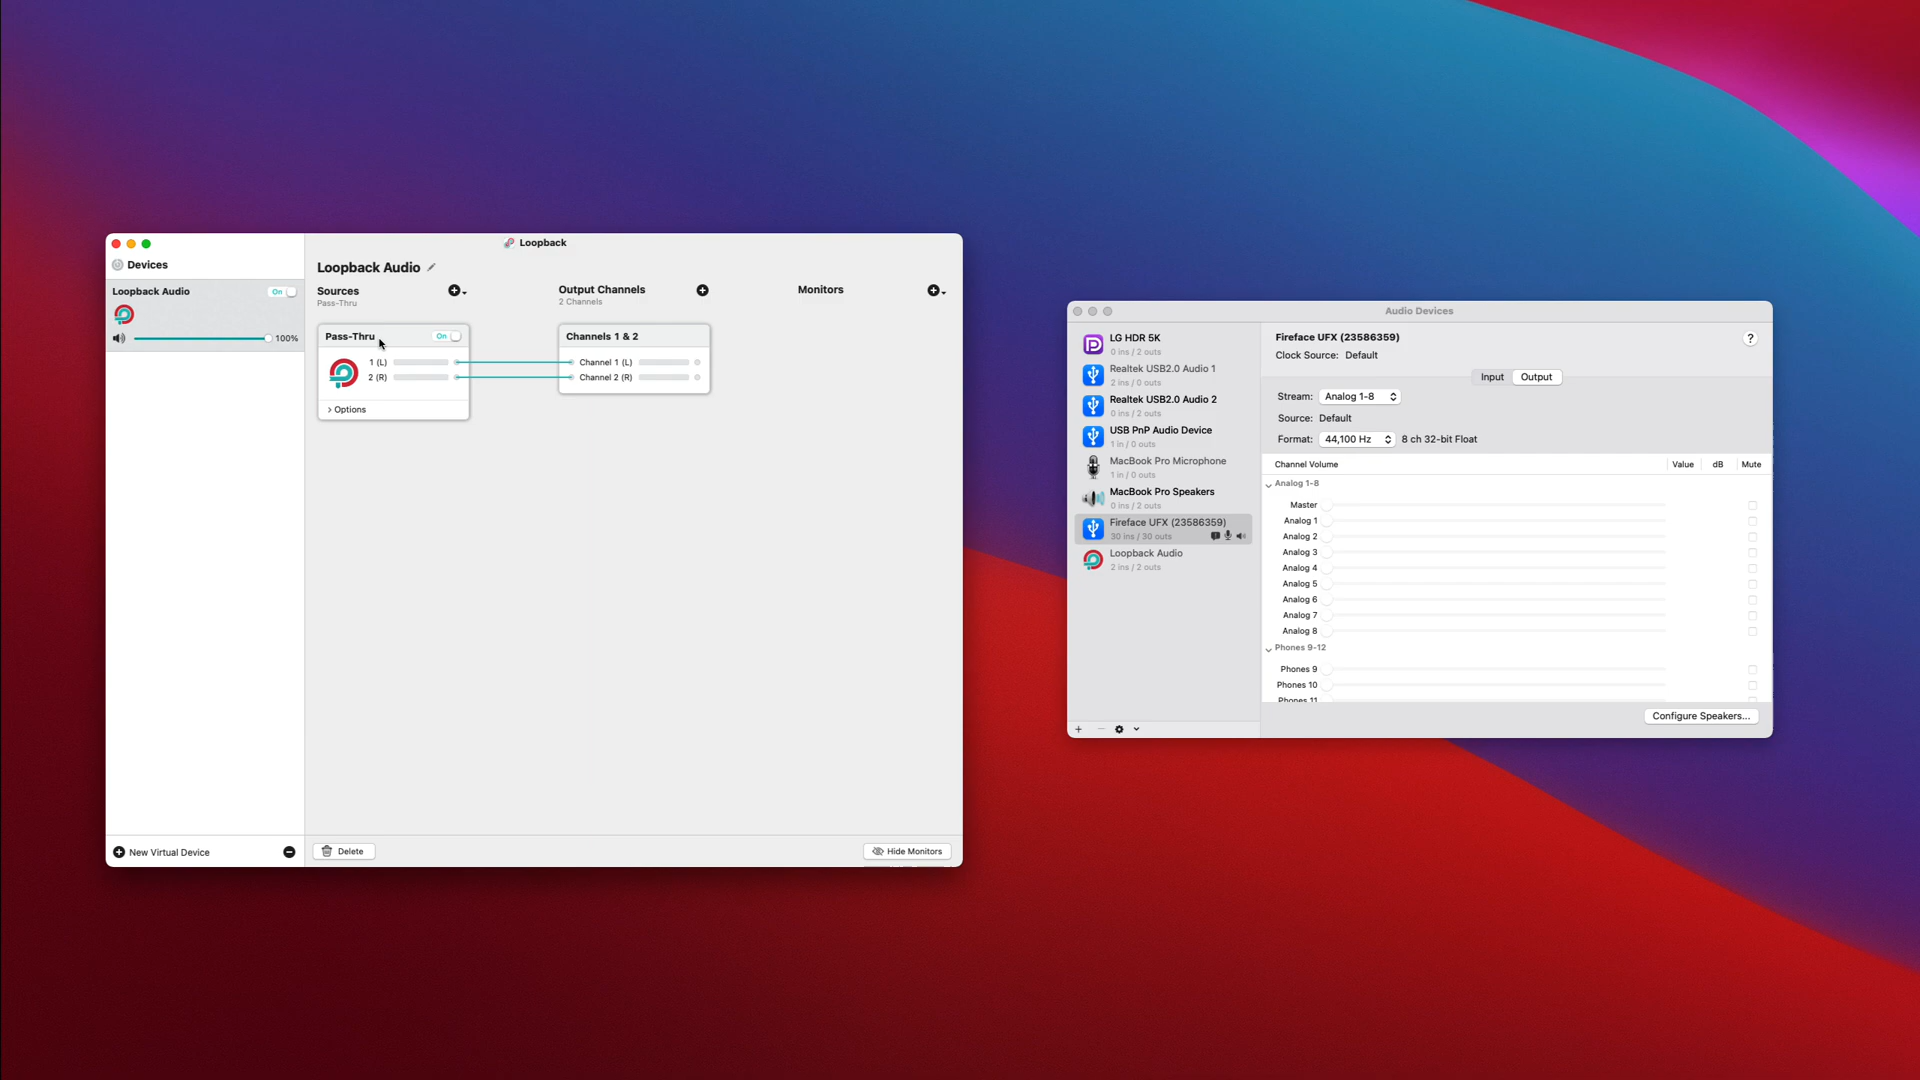 Loopback
Devices
Loopback Audio
On
100%
New Virtual Device
Loopback Audio
Sources
Pass-Thru
Output Channels
2 Channels
Monitors
Pass-Thru
On
1 (L)
2 (R)
Options
Channels 1 & 2
Channel 1 (L)
Channel 2 (R)
Delete
Hide Monitors
Audio Devices
LG HDR 5K
0 ins / 2 outs
Realtek USB2.0 Audio 1
2 ins / 0 outs
Realtek USB2.0 Audio 2
0 ins / 2 outs
USB PnP Audio Device
1 in / 0 outs
MacBook Pro Microphone
1 in / 0 outs
MacBook Pro Speakers
0 ins / 2 outs
Fireface UFX (23586359)
30 ins / 30 outs
Loopback Audio
2 ins / 2 outs
Fireface UFX (23586359)
Clock Source: Default
?
Input Output
Stream: Analog 1-8
Source: Default
Format: 44,100 Hz 8 ch 32-bit Float
Channel Volume Value dB Mute
Analog 1-8
Master
Analog 1
Analog 2
Analog 3
Analog 4
Analog 5
Analog 6
Analog 7
Analog 8
Phones 9-12
Phones 9
Phones 10
Phones 11
Configure Speakers...